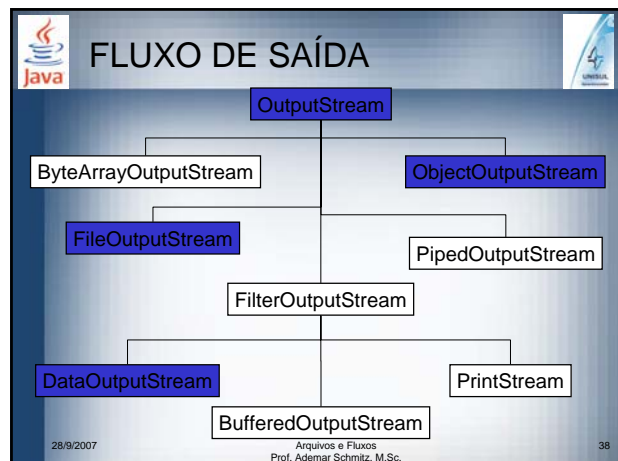 FLUXO DE SAÍDA
Java
UNISUL
OutputStream
ByteArrayOutputStream
ObjectOutputStream
FileOutputStream
PipedOutputStream
FilterOutputStream
DataOutputStream
PrintStream
BufferedOutputStream
28/9/2007
Arquivos e Fluxos
38
Prof. Ademar Schmitz, M.Sc.